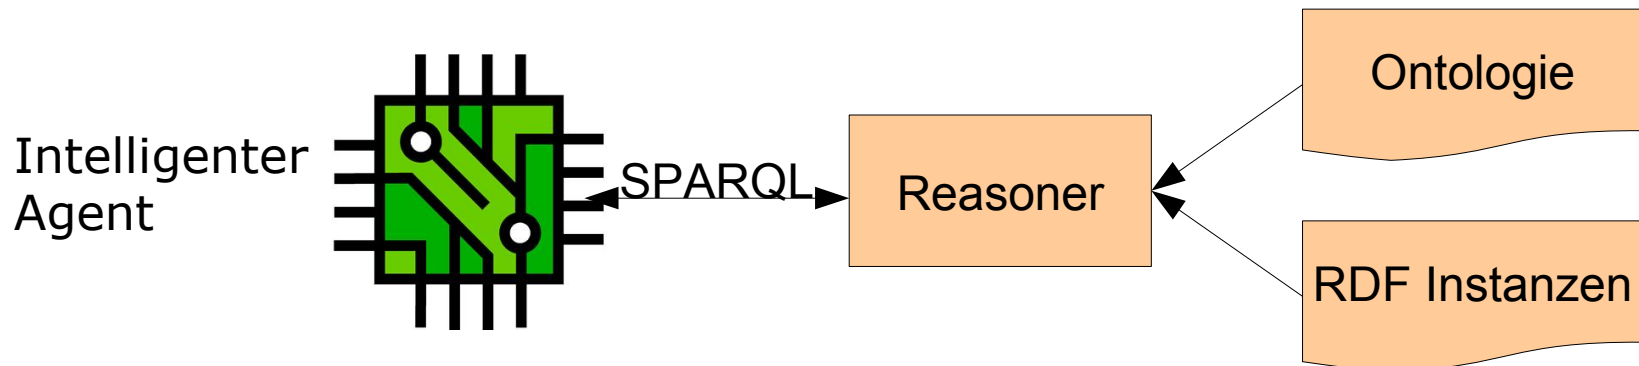 Intelligenter
Agent
SPARQL
Reasoner
Ontologie
RDF Instanzen